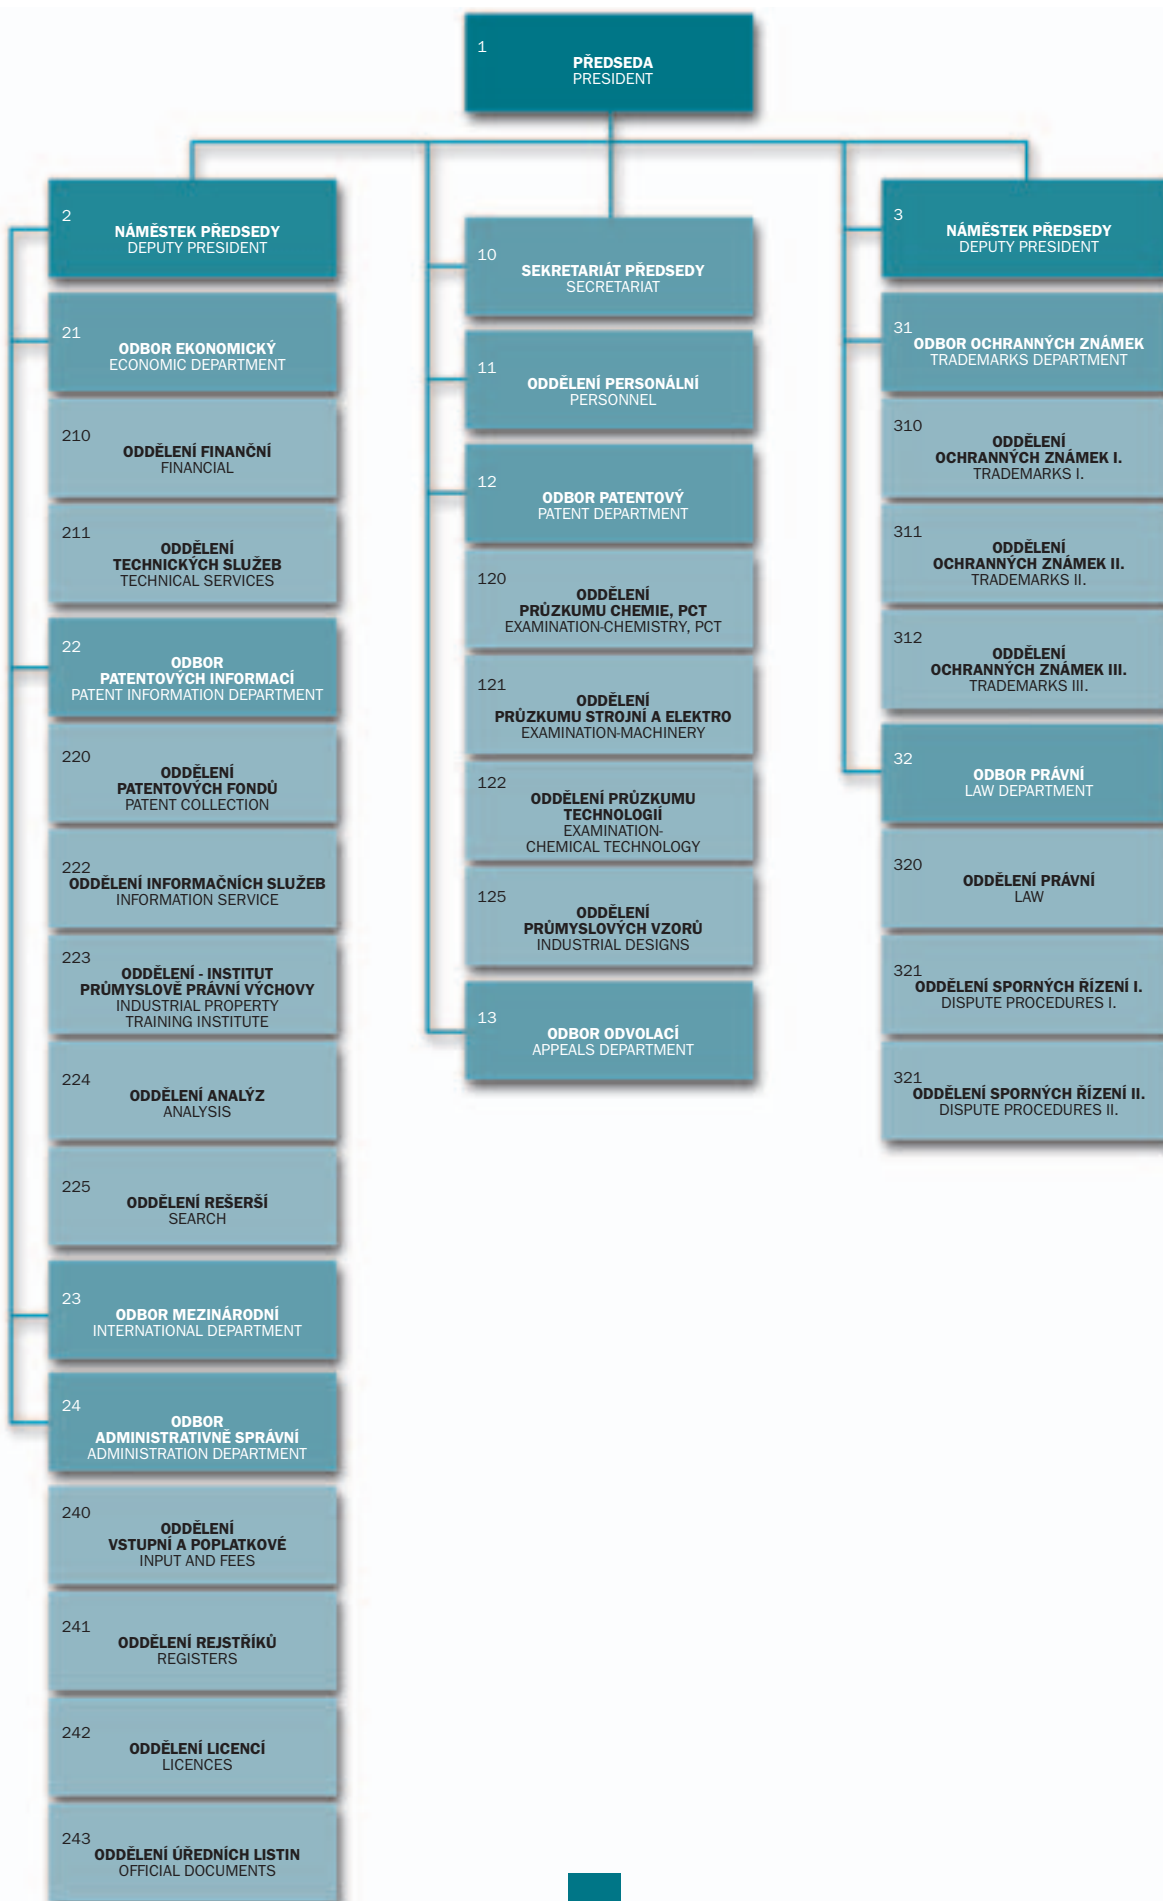 1
PŘEDSEDA
PRESIDENT
2
NÁMĚSTEK PŘEDSEDY
DEPUTY PRESIDENT
21
ODBOR EKONOMICKÝ
ECONOMIC DEPARTMENT
210
ODDĚLENÍ FINANČNÍ
FINANCIAL
211
ODDĚLENÍ
TECHNICKÝCH SLUŽEB
TECHNICAL SERVICES
22
ODBOR
PATENTOVÝCH INFORMACÍ
PATENT INFORMATION DEPARTMENT
220
ODDĚLENÍ
PATENTOVÝCH FONDŮ
PATENT COLLECTION
222
ODDĚLENÍ INFORMAČNÍCH SLUŽEB
INFORMATION SERVICE
223
ODDĚLENÍ - INSTITUT
PRŮMYSLOVĚ PRÁVNÍ VÝCHOVY
INDUSTRIAL PROPERTY
TRAINING INSTITUTE
224
ODDĚLENÍ ANALÝZ
ANALYSIS
225
ODDĚLENÍ REŠERŠÍ
SEARCH
23
ODBOR MEZINÁRODNÍ
INTERNATIONAL DEPARTMENT
24
ODBOR
ADMINISTRATIVNĚ SPRÁVNÍ
ADMINISTRATION DEPARTMENT
240
ODDĚLENÍ
VSTUPNÍ A POPLATKOVÉ
INPUT AND FEES
241
ODDĚLENÍ REJSTŘÍKŮ
REGISTERS
242
ODDĚLENÍ LICENCÍ
LICENCES
243
ODDĚLENÍ ÚŘEDNÍCH LISTIN
OFFICIAL DOCUMENTS
10
SEKRETARIÁT PŘEDSEDY
SECRETARIAT
11
ODDĚLENÍ PERSONÁLNÍ
PERSONNEL
12
ODBOR PATENTOVÝ
PATENT DEPARTMENT
120
ODDĚLENÍ
PRŮZKUMU CHEMIE, PCT
EXAMINATION-CHEMISTRY, PCT
121
ODDĚLENÍ
PRŮZKUMU STROJNÍ A ELEKTRO
EXAMINATION-MACHINERY
122
ODDĚLENÍ PRŮZKUMU
TECHNOLOGIÍ
EXAMINATION-
CHEMICAL TECHNOLOGY
125
ODDĚLENÍ
PRŮMYSLOVÝCH VZORŮ
INDUSTRIAL DESIGNS
13
ODBOR ODVOLACÍ
APPEALS DEPARTMENT
3
NÁMĚSTEK PŘEDSEDY
DEPUTY PRESIDENT
31
ODBOR OCHRANNÝCH ZNÁMEK
TRADEMARKS DEPARTMENT
310
ODDĚLENÍ
OCHRANNÝCH ZNÁMEK I.
TRADEMARKS I.
311
ODDĚLENÍ
OCHRANNÝCH ZNÁMEK II.
TRADEMARKS II.
312
ODDĚLENÍ
OCHRANNÝCH ZNÁMEK III.
TRADEMARKS III.
32
ODBOR PRÁVNÍ
LAW DEPARTMENT
320
ODDĚLENÍ PRÁVNÍ
LAW
321
ODDĚLENÍ SPORNÝCH ŘÍZENÍ I.
DISPUTE PROCEDURES I.
321
ODDĚLENÍ SPORNÝCH ŘÍZENÍ II.
DISPUTE PROCEDURES II.